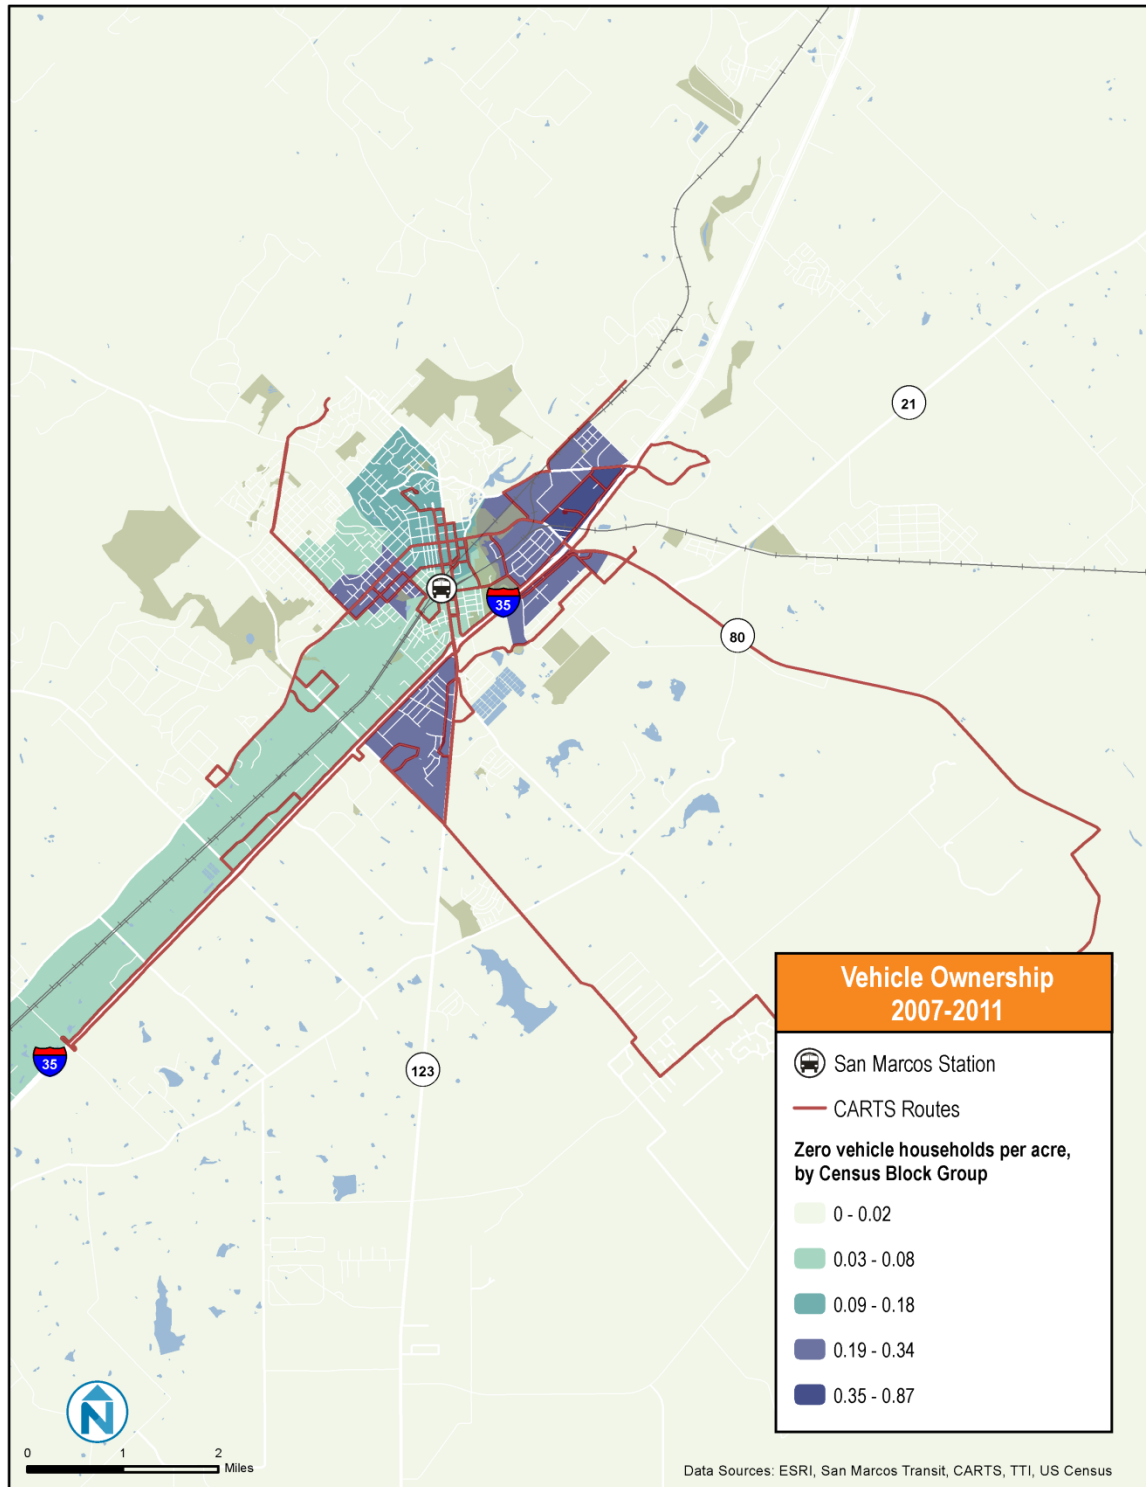 21
35
80
35
123
Vehicle Ownership
2007-2011
San Marcos Station
CARTS Routes
Zero vehicle households per acre,
by Census Block Group
0 - 0.02
0.03 - 0.08
0.09 - 0.18
0.19 - 0.34
0.35 - 0.87
N
0 1 2
Miles
Data Sources: ESRI, San Marcos Transit, CARTS, TTI, US Census